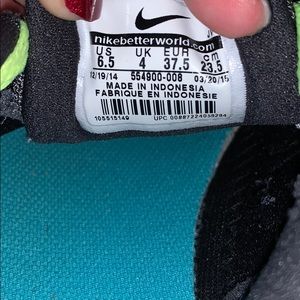 nikebetterworld.com
US UK EUR cm
6.5 4 37.5 23.5
12/19/14 554900-008 03/20/15
MADE IN INDONESIA
FABRIQUE EN INDONESIE
105515149 UPC